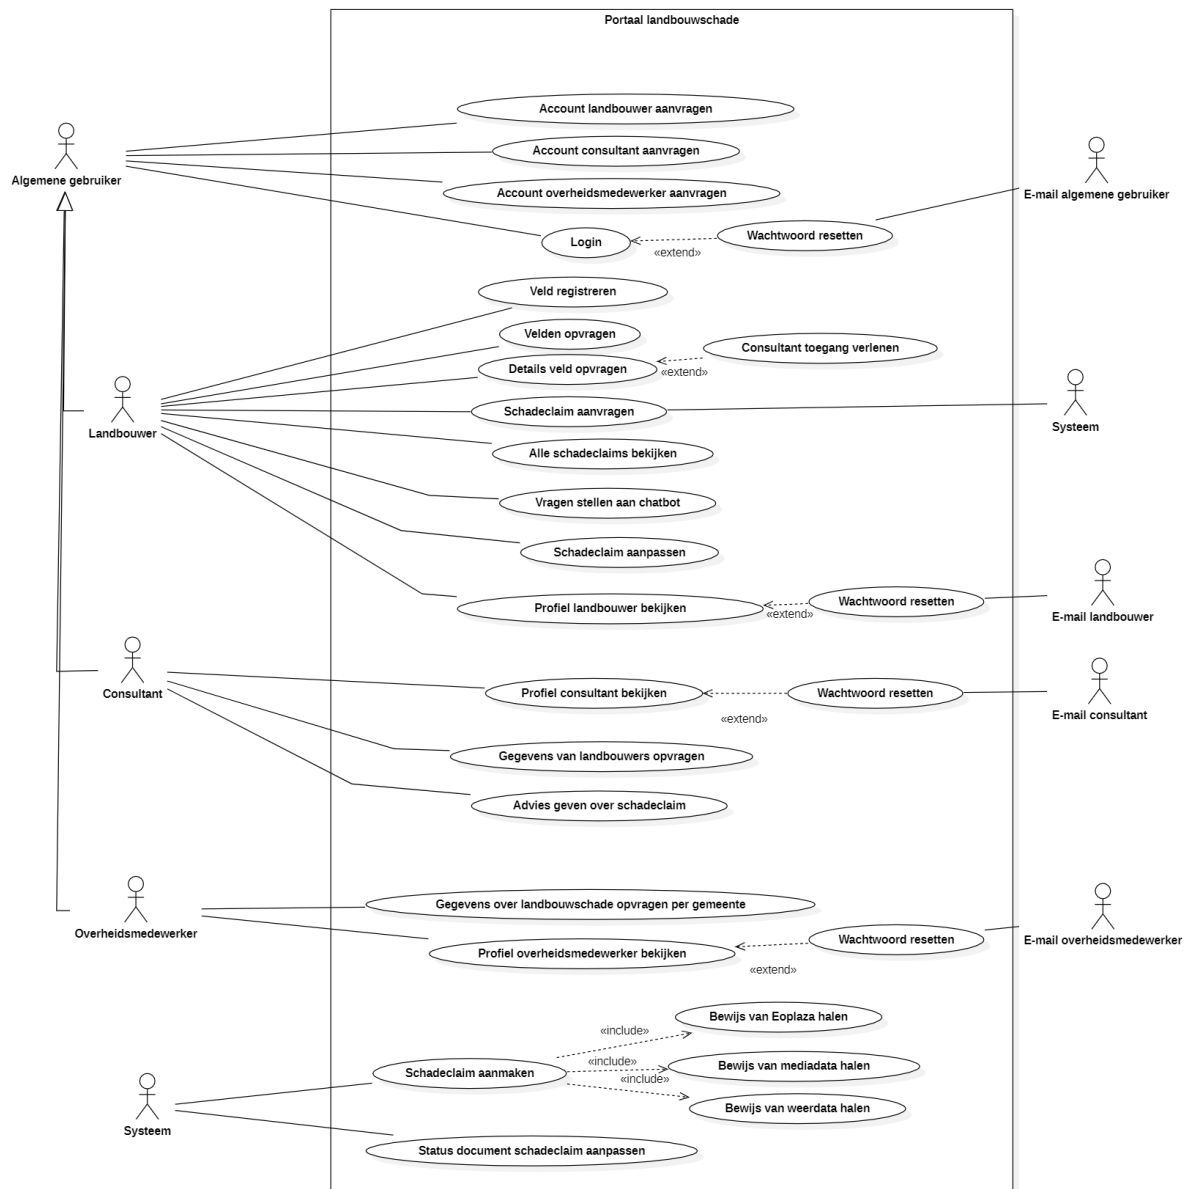 Portaal landbouwschade
Account landbouwer aanvragen
Account consultant aanvragen
Algemene gebruiker
Account overheidsmedewerker aanvragen
E-mail algemene gebruiker
Login
Wachtwoord resetten
«extend»
Veld registreren
Velden opvragen
Consultant toegang verlenen
Details veld opvragen
«extend»
Schadeclaim aanvragen
Systeem
Landbouwer
Alle schadeclaims bekijken
Vragen stellen aan chatbot
Schadeclaim aanpassen
Profiel landbouwer bekijken
Wachtwoord resetten
«extend»
E-mail landbouwer
Consultant
Profiel consultant bekijken
Wachtwoord resetten
«extend»
E-mail consultant
Gegevens van landbouwers opvragen
Advies geven over schadeclaim
Gegevens over landbouwschade opvragen per gemeente
Overheidsmedewerker
Wachtwoord resetten
E-mail overheidsmedewerker
Profiel overheidsmedewerker bekijken
«extend»
Bewijs van Eoplaza halen
«include»
«include»
Bewijs van mediadata halen
Schadeclaim aanmaken
«include»
Bewijs van weerdata halen
Systeem
Status document schadeclaim aanpassen